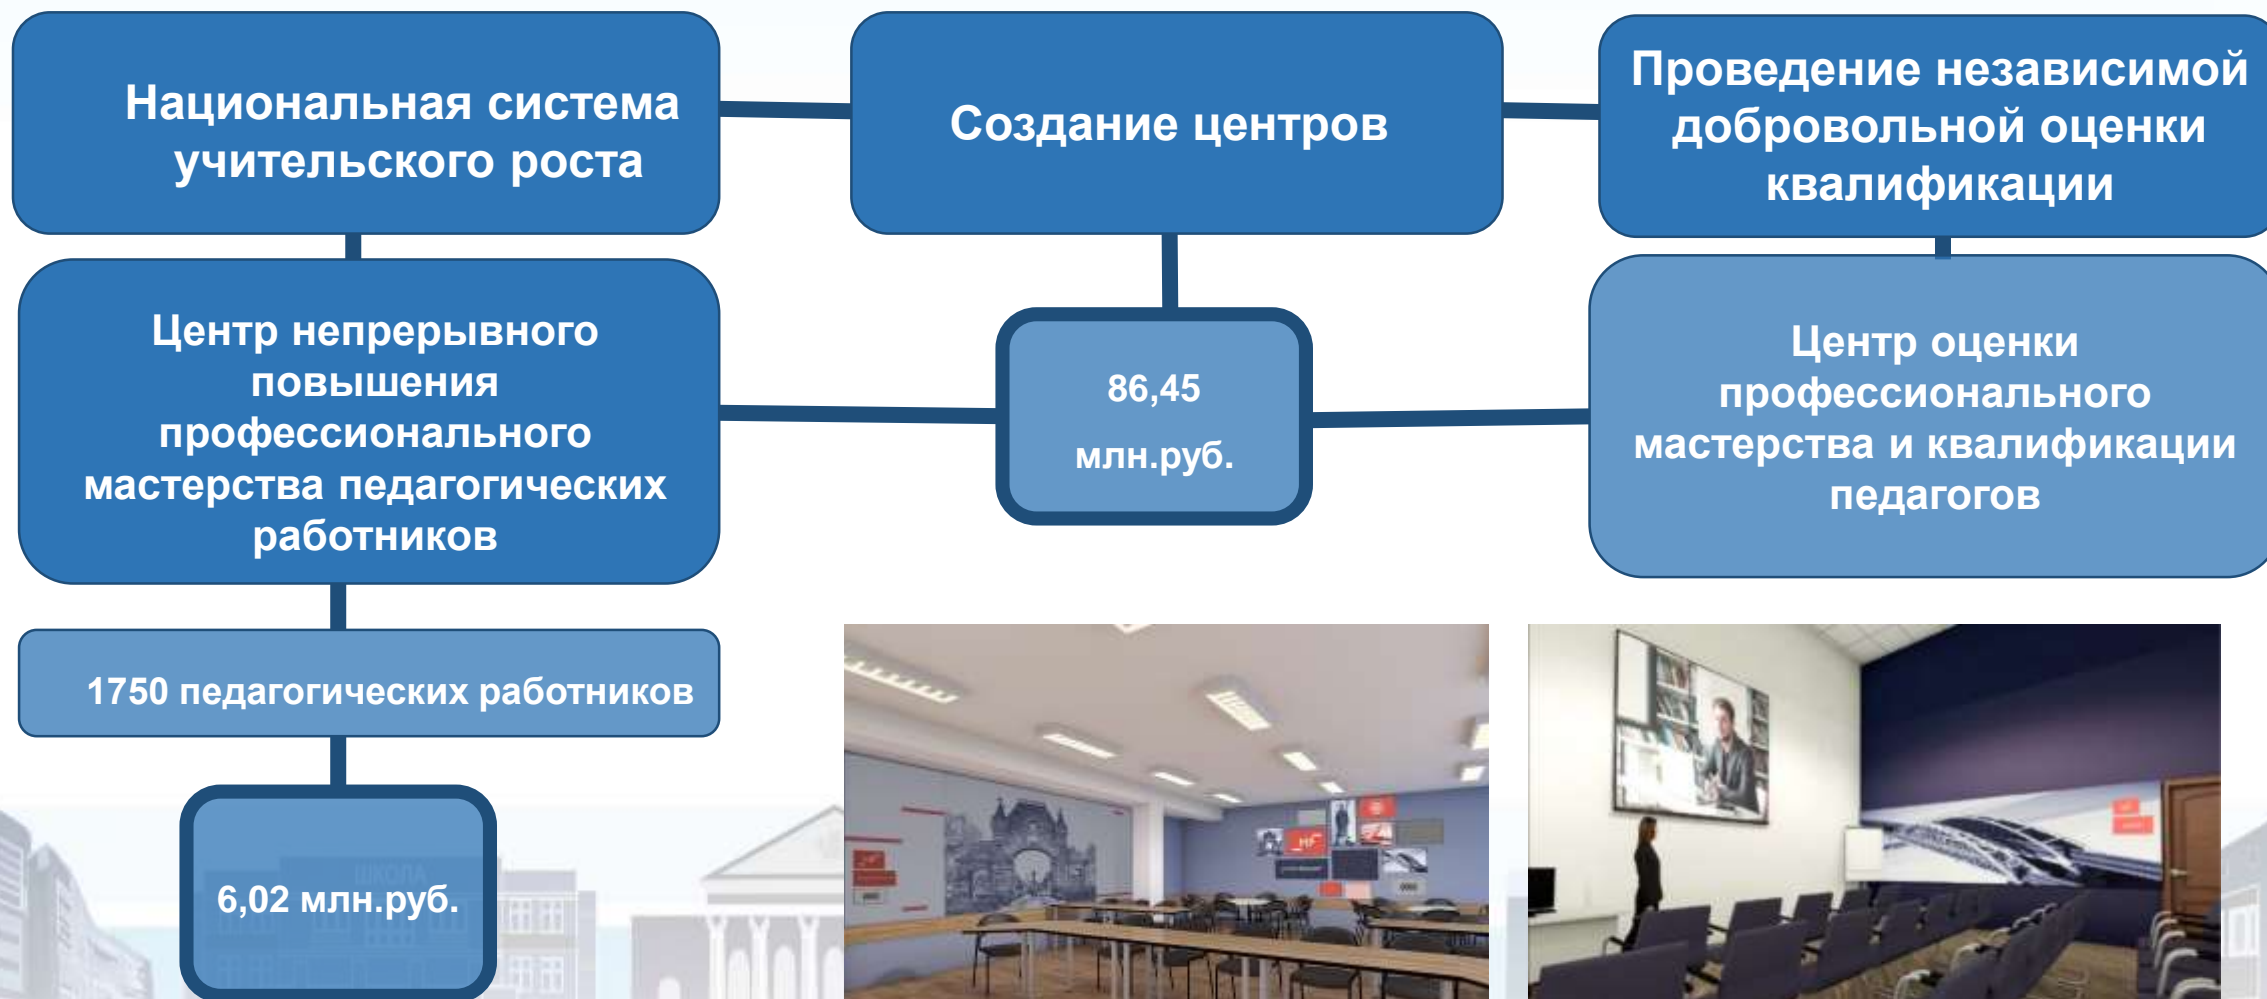 Национальная система
учительского роста
Создание центров
Проведение независимой
добровольной оценки
квалификации
Центр непрерывного
повышения
профессионального
мастерства педагогических
работников
86,45
млн.руб.
Центр оценки
профессионального
мастерства и квалификации
педагогов
1750 педагогических работников
6,02 млн.руб.
ШКОЛА